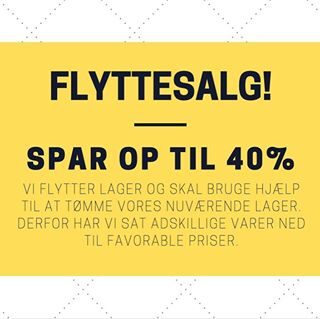 FLYTTESALG!
SPAR OP TIL 40%
VI FLYTTER LAGER OG SKAL BRUGE HJÆLP
TIL AT TØMME VORES NUVÆRENDE LAGER.
DERFOR HAR VI SAT ADSKILLIGE VARER NED
TIL FAVORABLE PRISER.